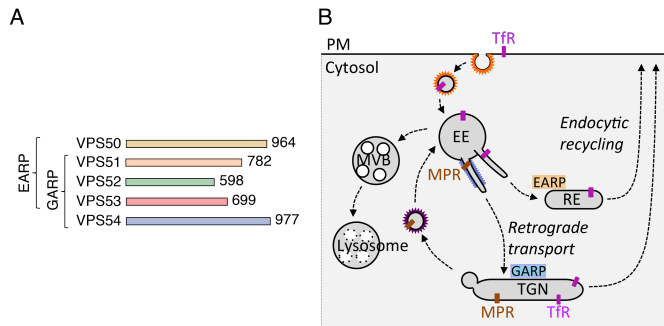 A
EARP
GARP
VPS50 964
VPS51 782
VPS52 598
VPS53 699
VPS54 977
B
PM
TfR
Cytosol
EE
MVB
MPR
Endocytic
recycling
EARP
RE
Lysosome
Retrograde
transport
GARP
TGN
MPR
TfR